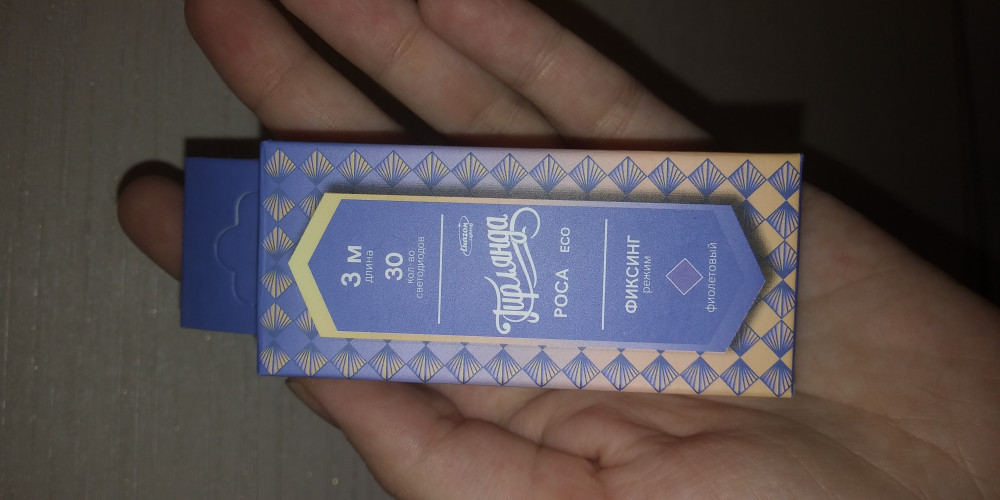 3 м
длина
30
кол-во
светодиодов
Гирлянда
РОСА ECO
ФИКСИНГ
режим
фиолетовый